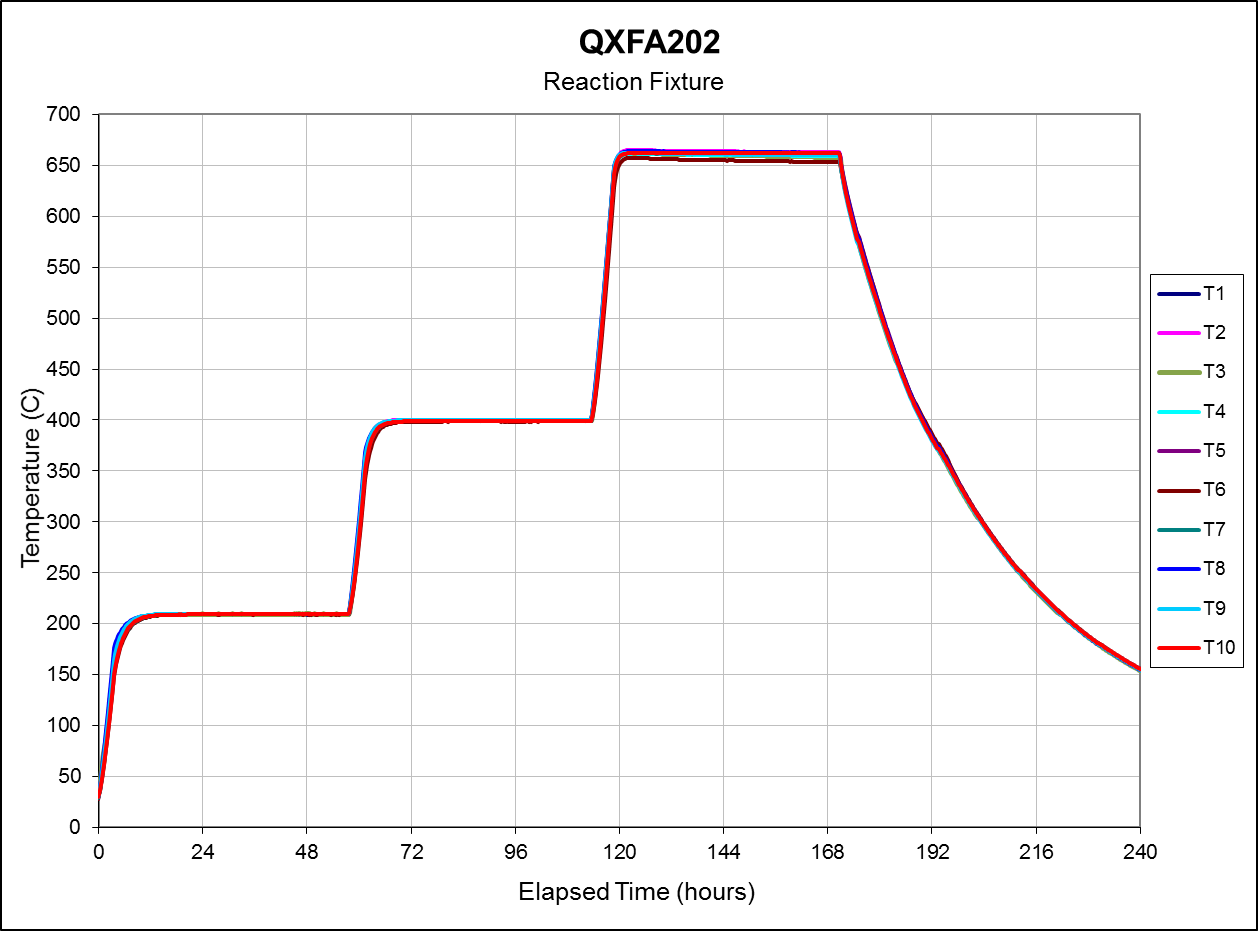 QXFA202
Reaction Fixture
700
650
600
550
500
450
400
350
300
250
200
150
100
50
0
Temperature (C)
0 24 48 72 96 120 144 168 192 216 240
Elapsed Time (hours)
T1
T2
T3
T4
T5
T6
T7
T8
T9
T10